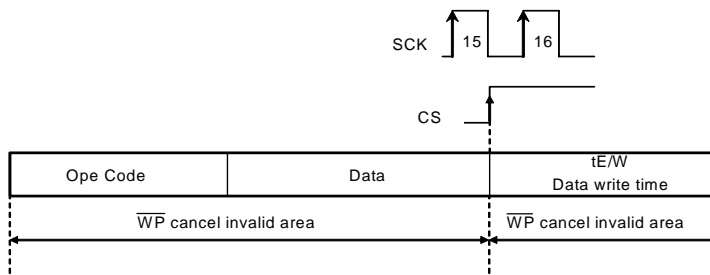 SCK 15 16
CS
Ope Code Data tE/W
Data write time
WP cancel invalid area WP cancel invalid area